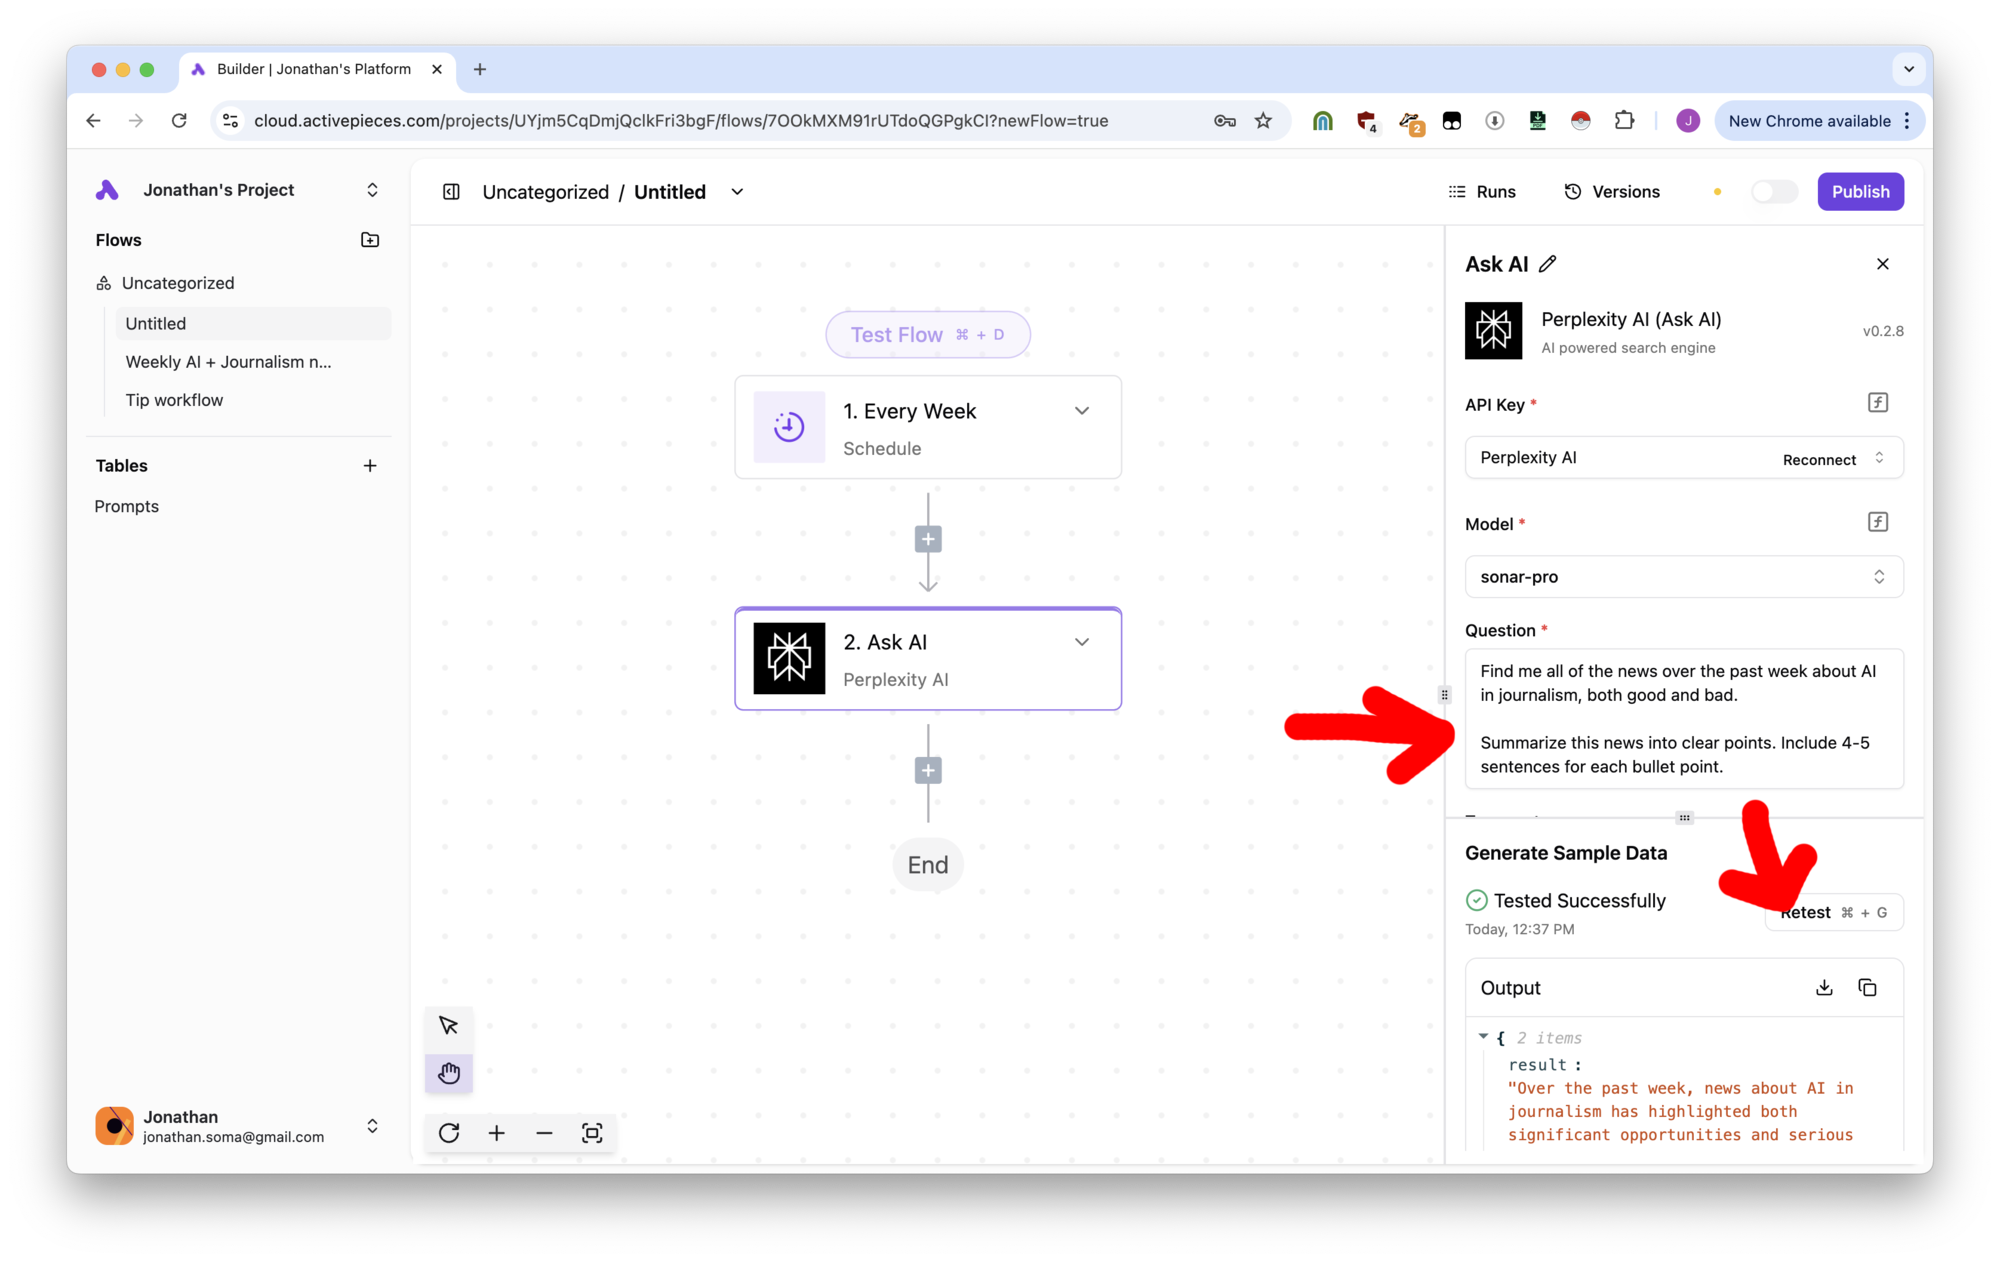 Builder | Jonathan's Platform
cloud.activepieces.com/projects/UYjm5CqDmjQclkFri3bgF/flows/7OOkMXM91rUTdoQGPgkCl?newFlow=true
4
2
J
New Chrome available
Jonathan's Project
Flows
Uncategorized
Untitled
Weekly AI + Journalism n...
Tip workflow
Tables
Prompts
Jonathan
jonathan.soma@gmail.com
Uncategorized / Untitled
Runs
Versions
Publish
Test Flow ⌘ + D
1. Every Week
Schedule
2. Ask AI
Perplexity AI
End
Ask AI
Perplexity AI (Ask AI)
AI powered search engine
v0.2.8
API Key *
Perplexity AI
Reconnect
Model *
sonar-pro
Question *
Find me all of the news over the past week about AI
in journalism, both good and bad.
Summarize this news into clear points. Include 4-5
sentences for each bullet point.
Generate Sample Data
Tested Successfully
Today, 12:37 PM
Retest ⌘ + G
Output
{ 2 items
result :
"Over the past week, news about AI in
journalism has highlighted both
significant opportunities and serious